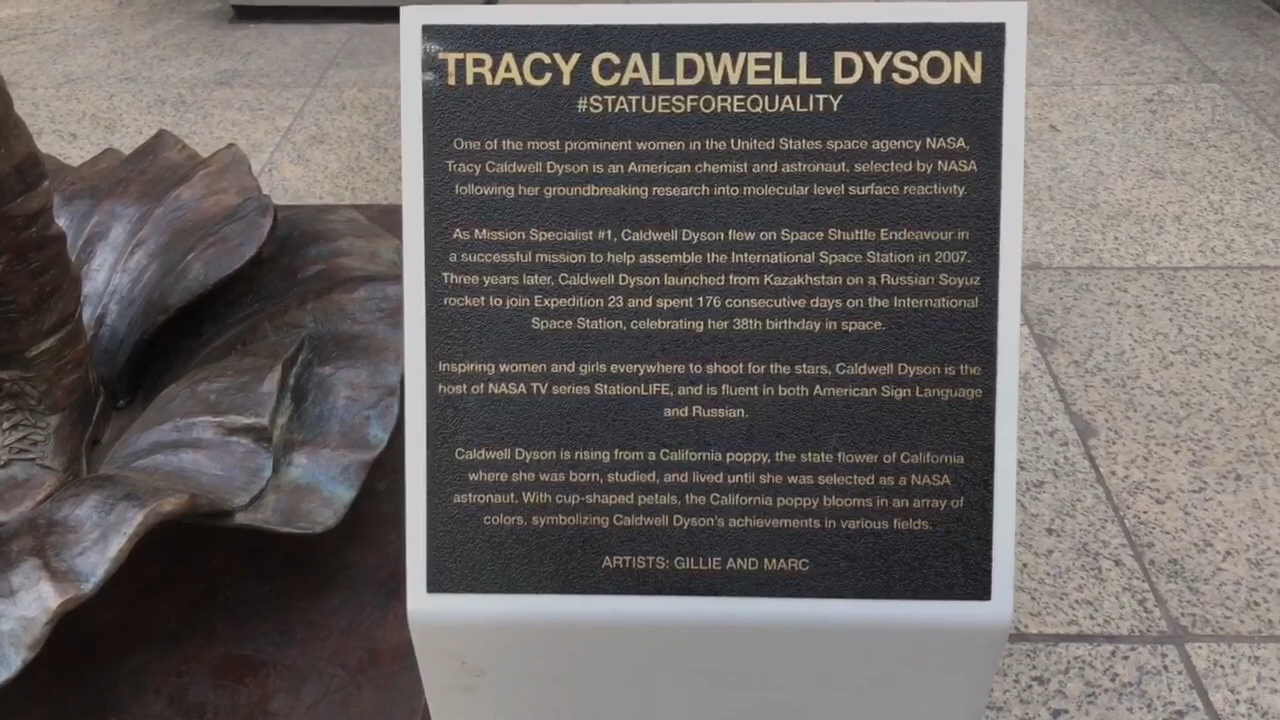 TRACY CALDWELL DYSON
#STATUESFOREQUALITY
One of the most prominent women in the United States space agency NASA,
Tracy Caldwell Dyson is an American chemist and astronaut, selected by NASA
following her groundbreaking research into molecular level surface reactivity.
As Mission Specialist #1, Caldwell Dyson flew on Space Shuttle Endeavour in
a successful mission to help assemble the International Space Station in 2007.
Three years later, Caldwell Dyson launched from Kazakhstan on a Russian Soyuz
rocket to join Expedition 23 and spent 176 consecutive days on the International
Space Station, celebrating her 38th birthday in space.
Inspiring women and girls everywhere to shoot for the stars, Caldwell Dyson is the
host of NASA TV series StationLIFE, and is fluent in both American Sign Language
and Russian.
Caldwell Dyson is rising from a California poppy, the state flower of California
where she was born, studied, and lived until she was selected as a NASA
astronaut. With cup-shaped petals, the California poppy blooms in an array of
colors, symbolizing Caldwell Dyson's achievements in various fields.
ARTISTS: GILLIE AND MARC